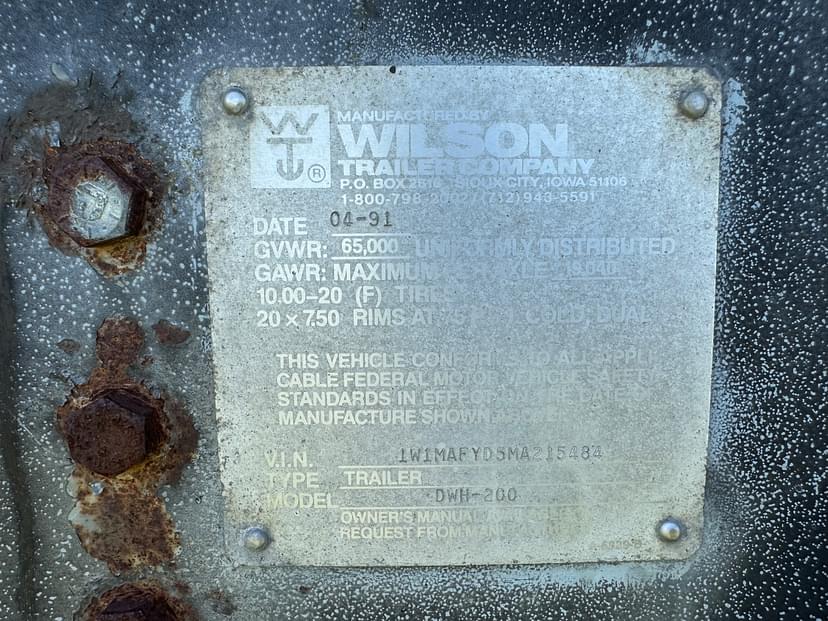 MANUFACTURED BY
WILSON
TRAILER COMPANY
P.O. BOX SIOUX CITY, IOWA 51106
(712) 943-5591
DATE 04-91
GVWR: 65,000 UNIFORMLY DISTRIBUTED
GAWR: MAXIMUM
10.00-20 (F) TIRES
20 x 7.50 RIMS AT COLD, DUAL
THIS VEHICLE CONFORMS TO ALL APPLI-
CABLE FEDERAL MOTOR VEHICLE SAFETY
STANDARDS IN EFFECT ON THE DATE OF
MANUFACTURE SHOWN ABOVE
V.I.N. 1W1MAFYD5MA215484
TYPE TRAILER
MODEL DWH-200
OWNER'S MANUAL
REQUEST FROM